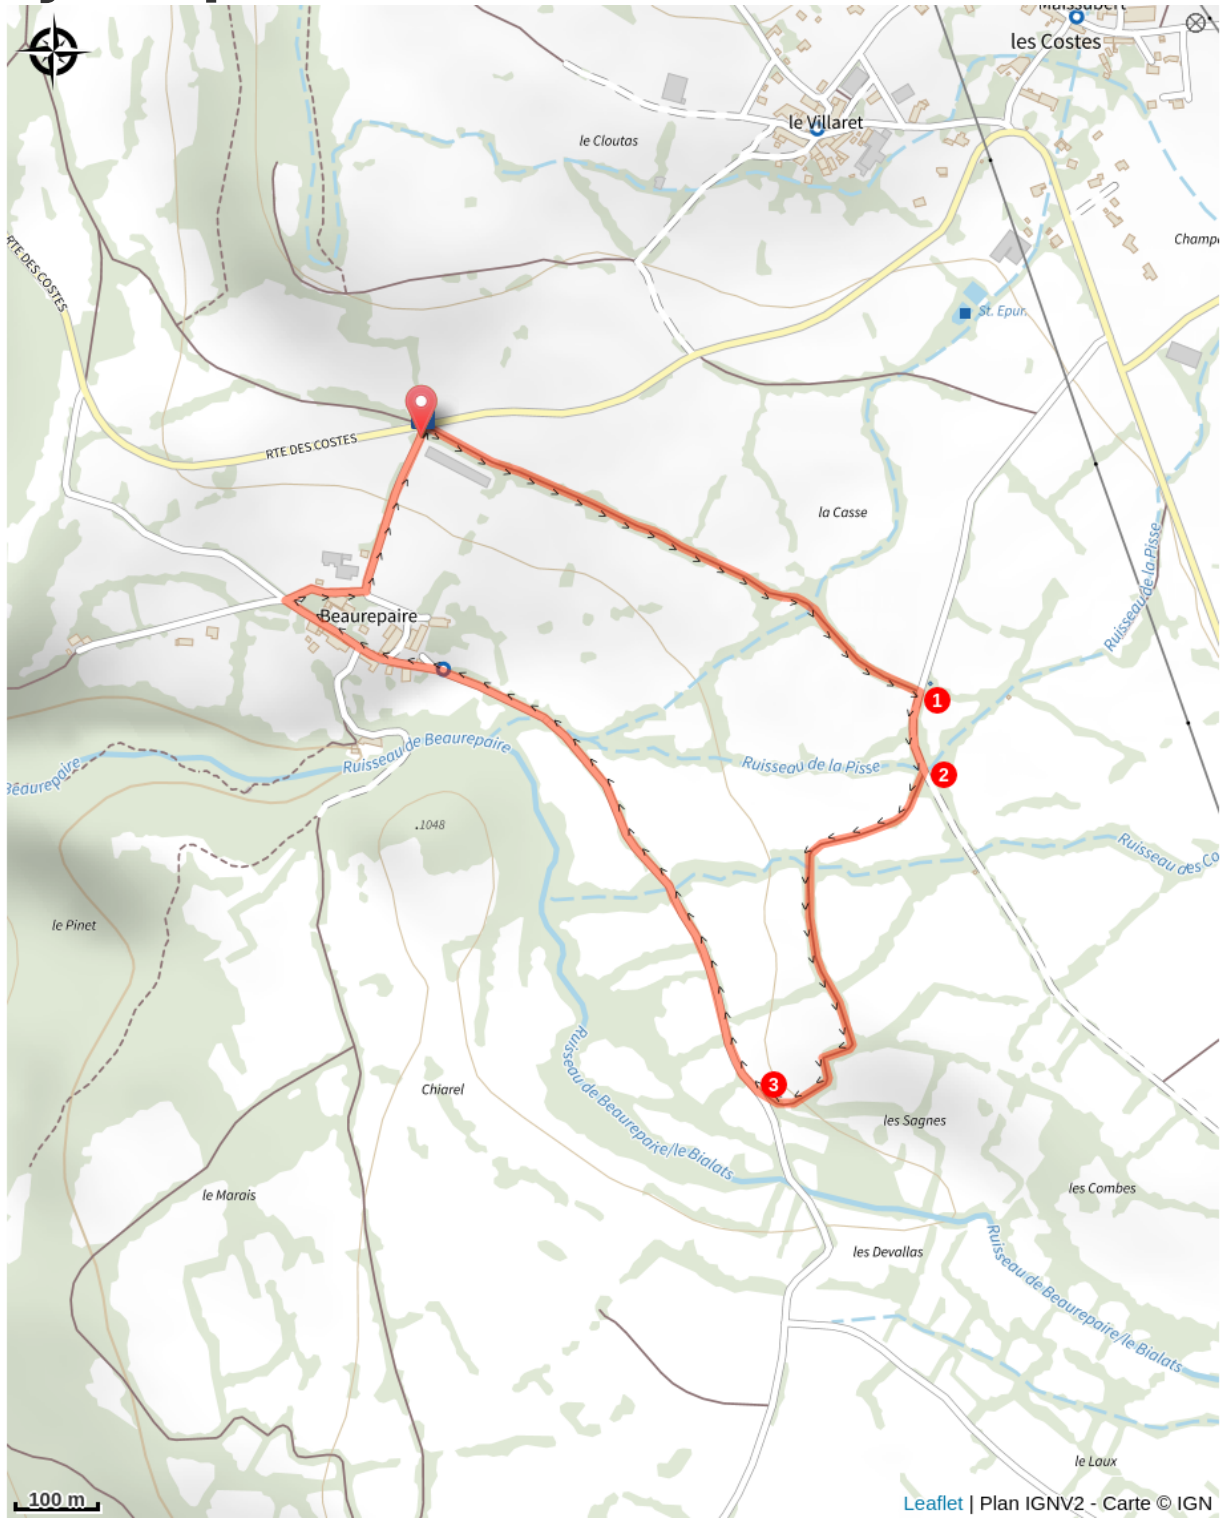 Maissubert
les Costes
le Villaret
le Cloutas
RTE DES COSTES
St. Epur.
RTE DES COSTES
la Casse
Ruisseau de la Pisse
Beaurepaire
1
Ruisseau de Beaurepaire
Beaurepaire
Ruisseau de la Pisse
2
.1048
Ruisseau des Co
le Pinet
Ruisseau de Beaurepaire/le Bialats
3
Chiarel
les Sagnes
le Marais
les Combes
les Devallas
Ruisseau de Beaurepaire/le Bialats
le Laux
100 m
Leaflet | Plan IGNV2 - Carte © IGN